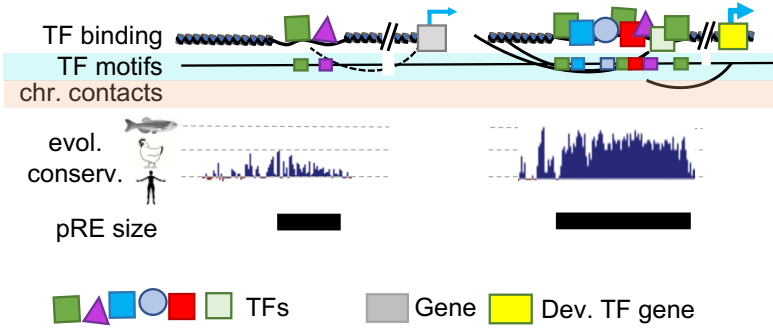 TF binding
TF motifs
chr. contacts
evol.
conserv.
pRE size
TFs
Gene
Dev. TF gene